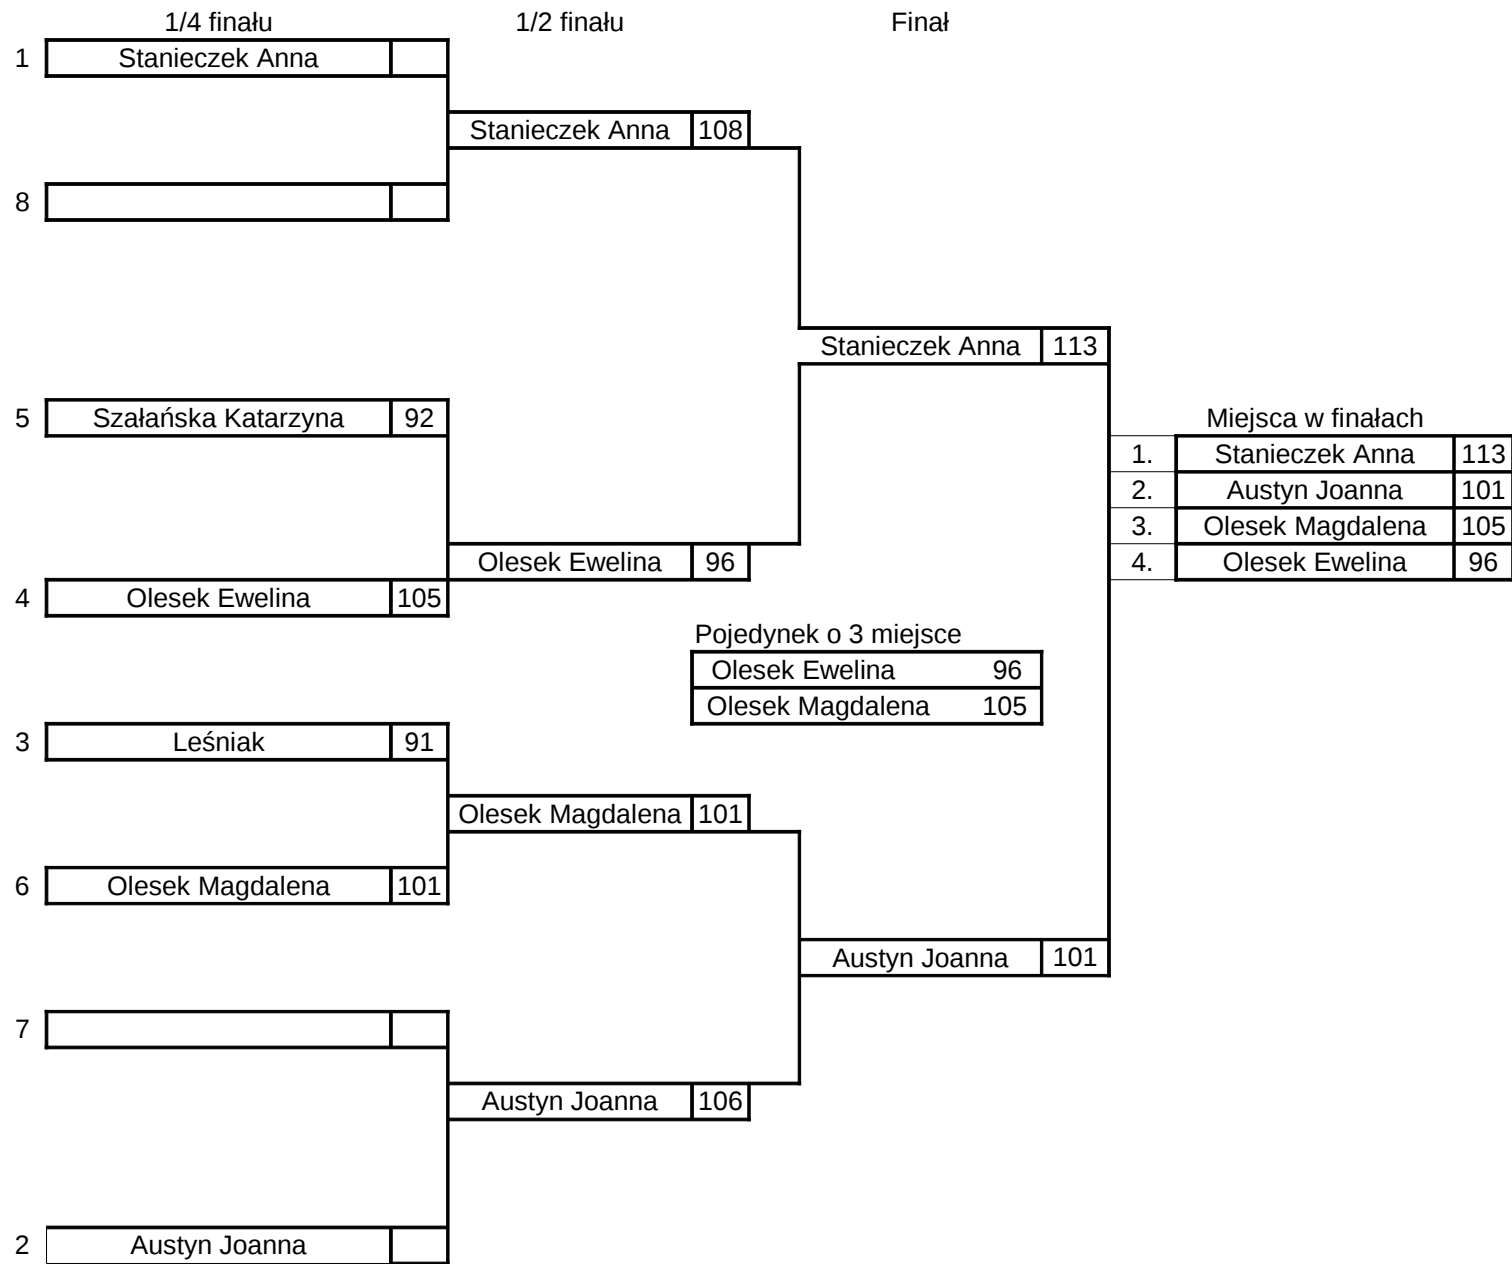 1/4 finału 1/2 finału Finał
1 Stanieczek Anna
Stanieczek Anna 108
8
Stanieczek Anna 113
5 Szałańska Katarzyna 92 Miejsca w finałach
1. Stanieczek Anna 113
2. Austyn Joanna 101
3. Olesek Magdalena 105
Olesek Ewelina 96 4. Olesek Ewelina 96
4 Olesek Ewelina 105
Pojedynek o 3 miejsce
Olesek Ewelina 96
Olesek Magdalena 105
3 Leśniak 91
Olesek Magdalena 101
6 Olesek Magdalena 101
Austyn Joanna 101
7
Austyn Joanna 106
2 Austyn Joanna